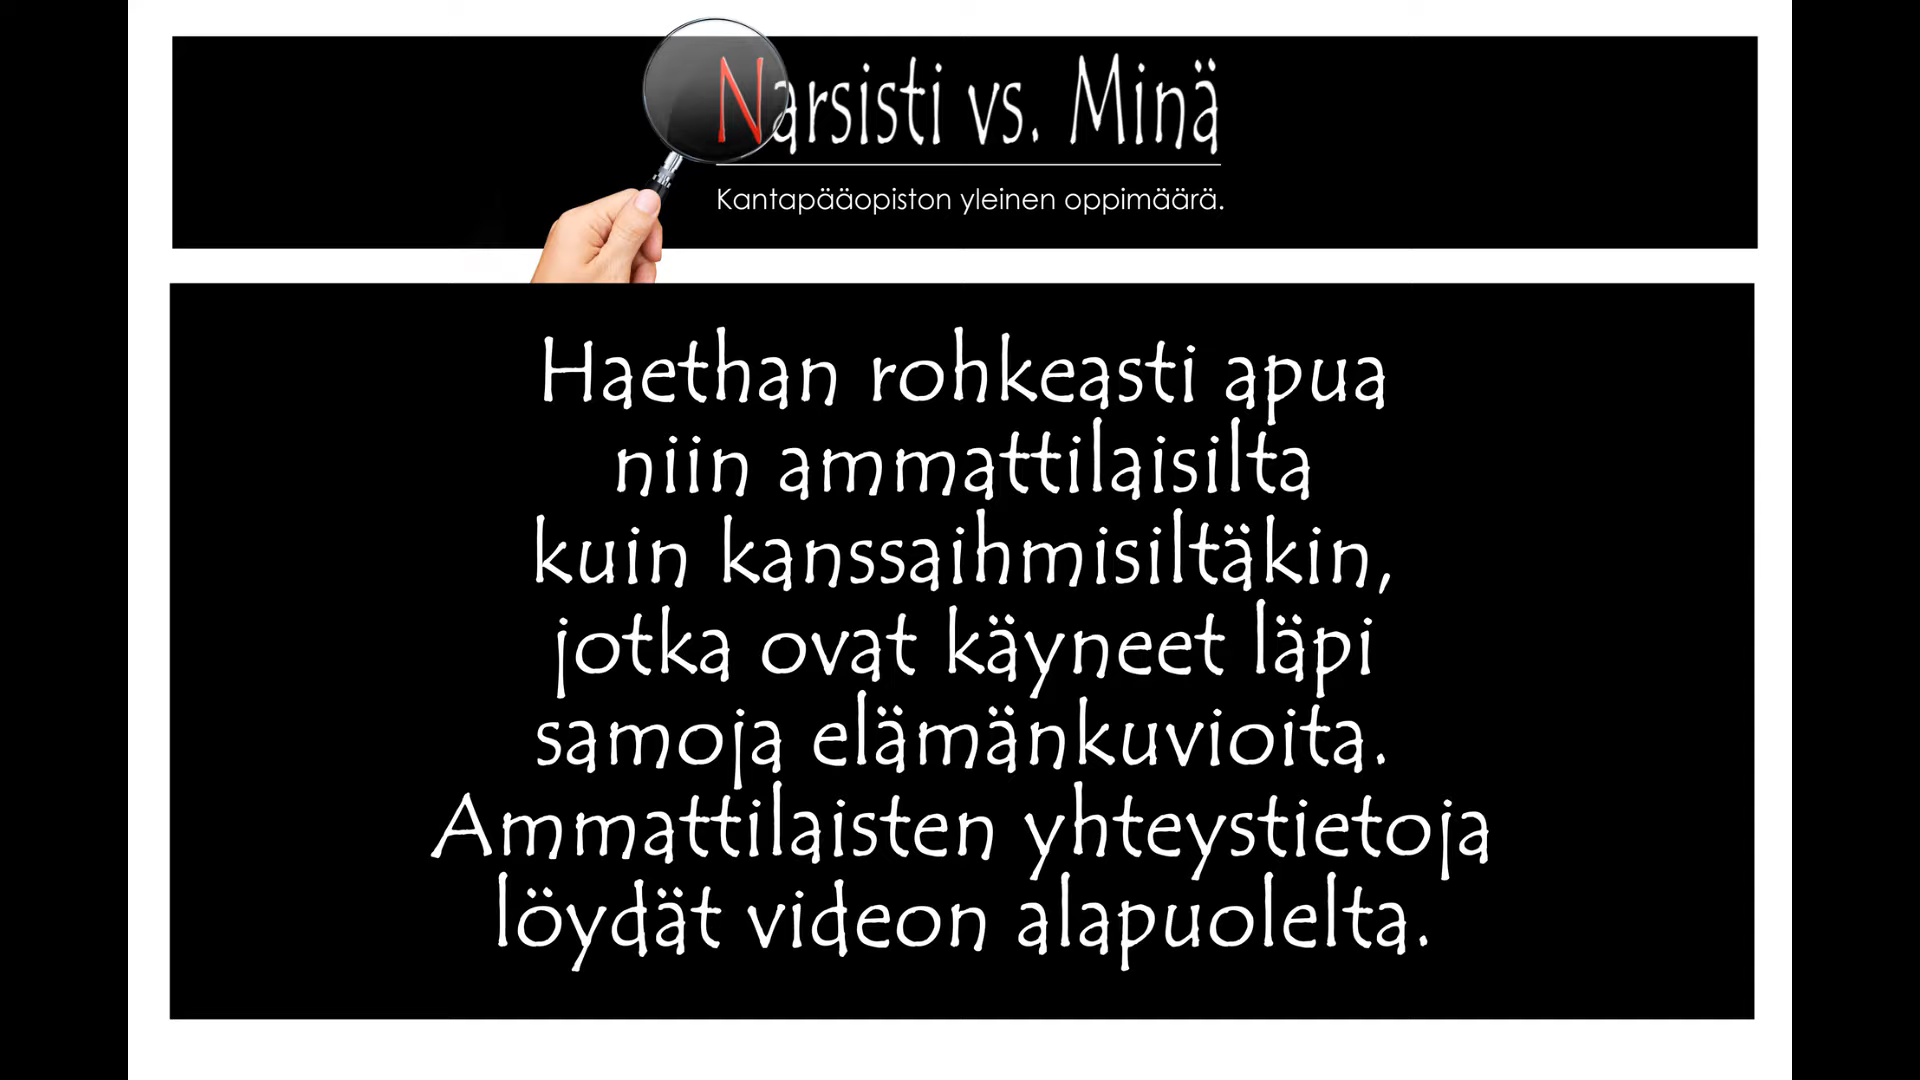 Narsisti vs. Minä
Kantapääopiston yleinen oppimäärä.
Haethan rohkeasti apua
niin ammattilaisilta
kuin kanssaihmisiltäkin,
jotka ovat käyneet läpi
samoja elämänkuvioita.
Ammattilaisten yhteystietoja
löydät videon alapuolelta.